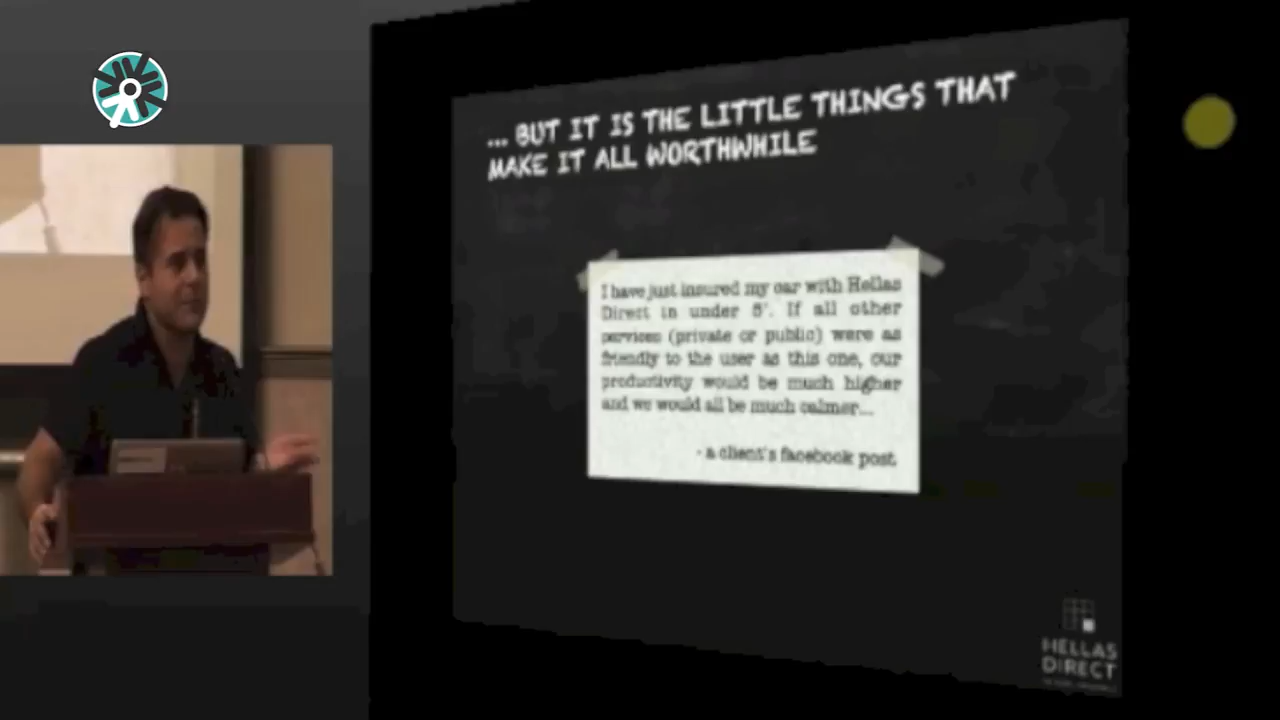 ... BUT IT IS THE LITTLE THINGS THAT
MAKE IT ALL WORTHWHILE
I have just insured my car with Hellas
Direct in under 5'. If all other
services (private or public) were as
friendly to the user as this one, our
productivity would be much higher
and we would all be much calmer...
- a client's facebook post
HELLAS
DIRECT